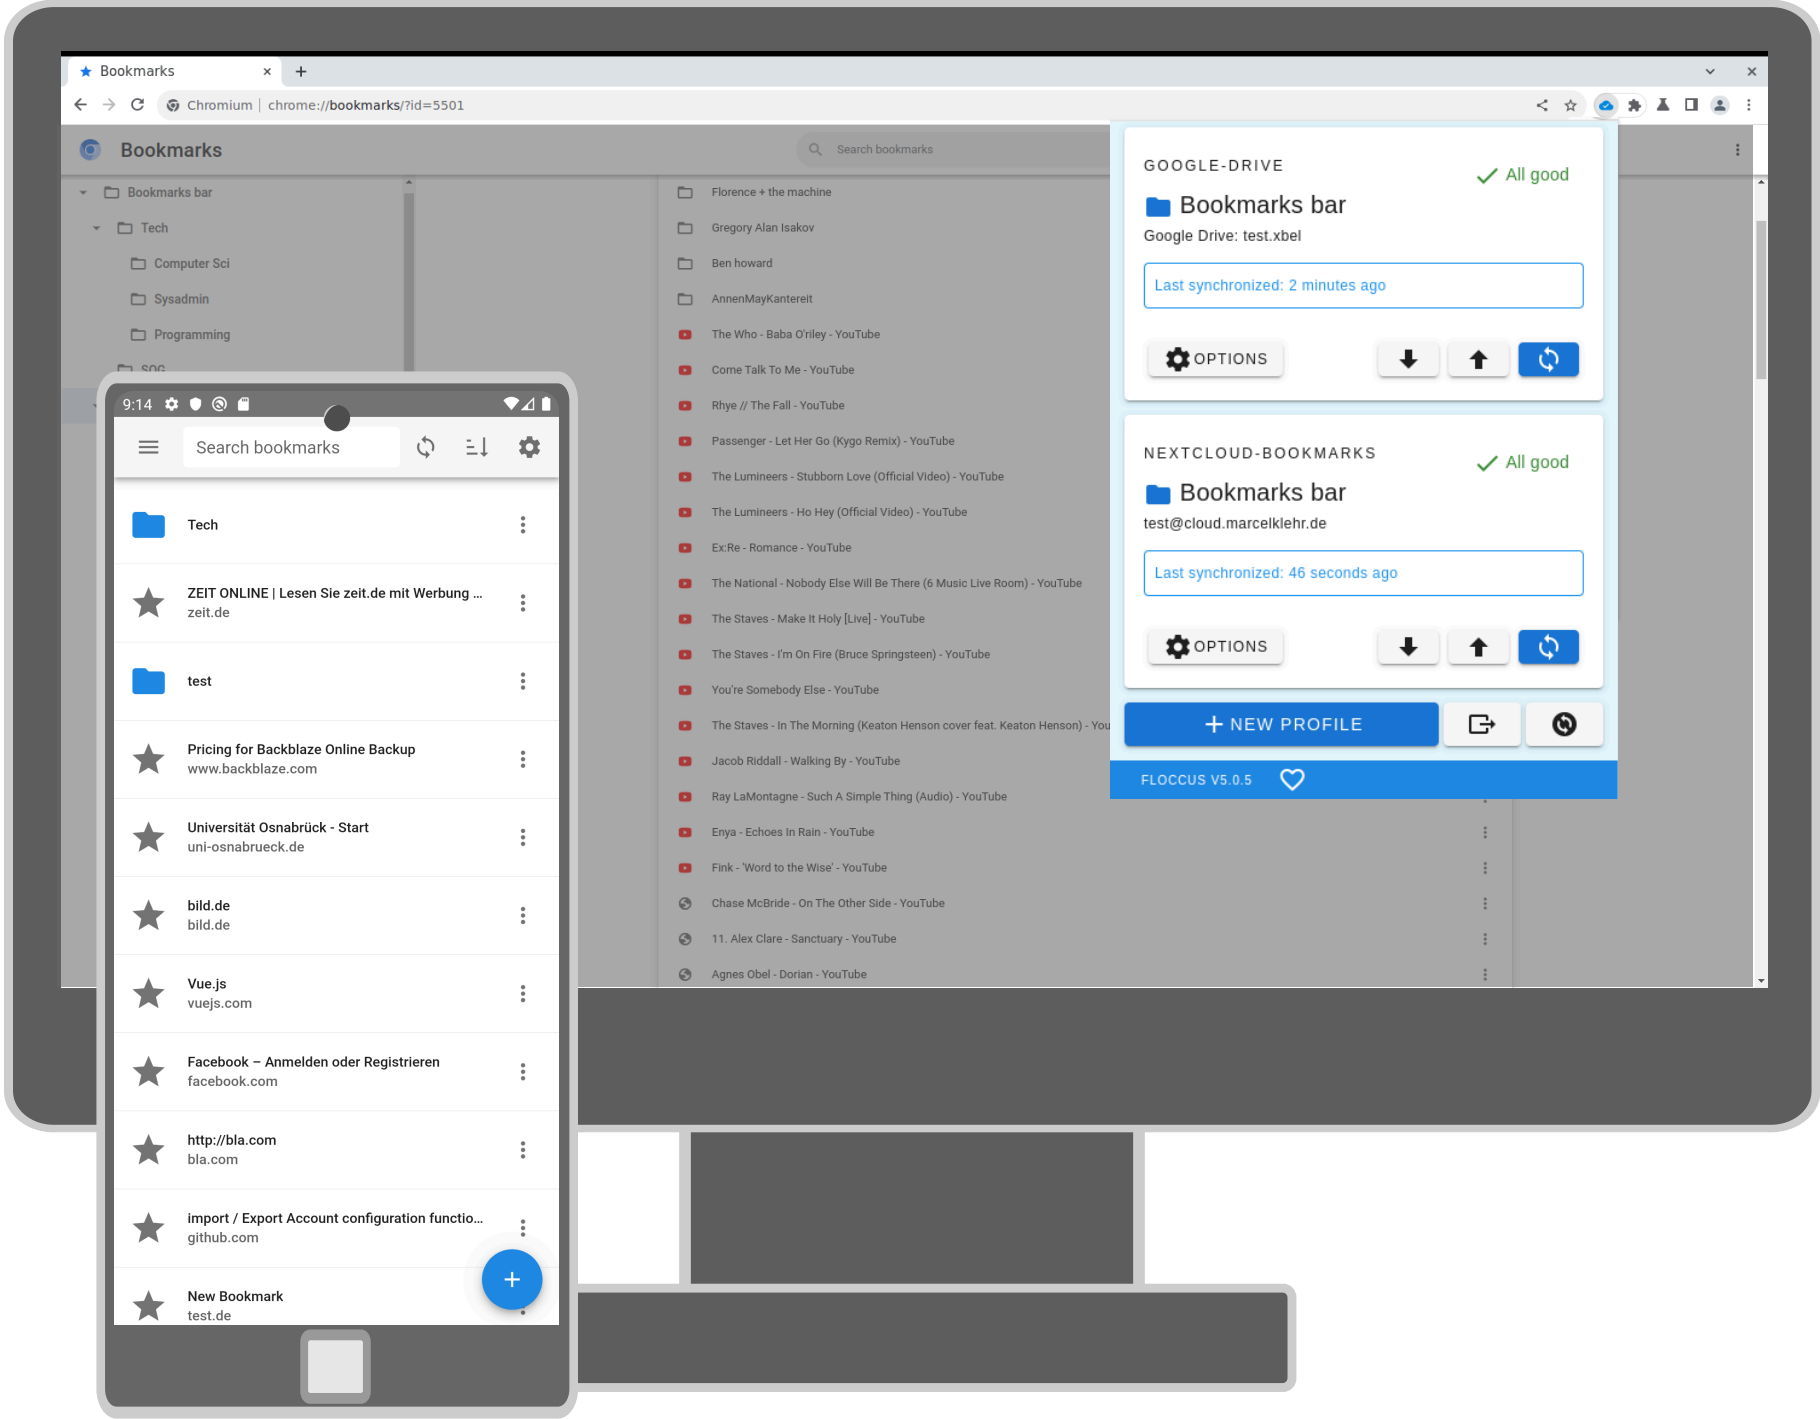 Bookmarks
Chromium
chrome://bookmarks/?id=5501
Bookmarks
Search bookmarks
Bookmarks bar
Tech
Computer Sci
Sysadmin
Programming
SOG
Florence + the machine
Gregory Alan Isakov
Ben howard
AnnenMayKantereit
The Who - Baba O'riley - YouTube
Come Talk To Me - YouTube
Rhye // The Fall - YouTube
Passenger - Let Her Go (Kygo Remix) - YouTube
The Lumineers - Stubborn Love (Official Video) - YouTube
The Lumineers - Ho Hey (Official Video) - YouTube
Ex:Re - Romance - YouTube
The National - Nobody Else Will Be There (6 Music Live Room) - YouTube
The Staves - Make It Holy [Live] - YouTube
The Staves - I'm On Fire (Bruce Springsteen) - YouTube
You're Somebody Else - YouTube
The Staves - In The Morning (Keaton Henson cover feat. Keaton Henson) - You
Jacob Riddall - Walking By - YouTube
Ray LaMontagne - Such A Simple Thing (Audio) - YouTube
Enya - Echoes In Rain - YouTube
Fink - 'Word to the Wise' - YouTube
Chase McBride - On The Other Side - YouTube
11. Alex Clare - Sanctuary - YouTube
Agnes Obel - Dorian - YouTube
GOOGLE-DRIVE
All good
Bookmarks bar
Google Drive: test.xbel
Last synchronized: 2 minutes ago
OPTIONS
NEXTCLOUD-BOOKMARKS
All good
Bookmarks bar
test@cloud.marcelklehr.de
Last synchronized: 46 seconds ago
OPTIONS
NEW PROFILE
FLOCCUS V5.0.5
9:14
Search bookmarks
Tech
ZEIT ONLINE | Lesen Sie zeit.de mit Werbung ...
zeit.de
test
Pricing for Backblaze Online Backup
www.backblaze.com
Universität Osnabrück - Start
uni-osnabrueck.de
bild.de
bild.de
Vue.js
vuejs.com
Facebook – Anmelden oder Registrieren
facebook.com
http://bla.com
bla.com
import / Export Account configuration functio...
github.com
New Bookmark
test.de